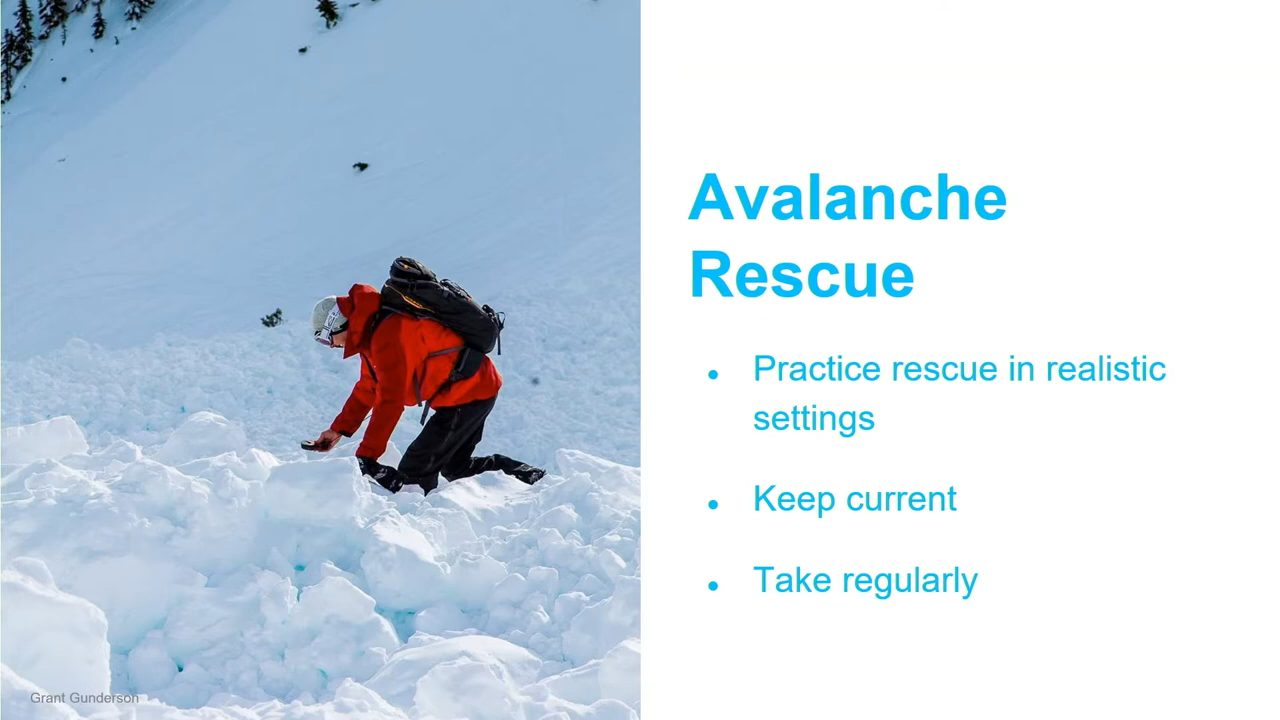 Avalanche
Rescue
• Practice rescue in realistic
settings
• Keep current
• Take regularly
Grant Gunderson